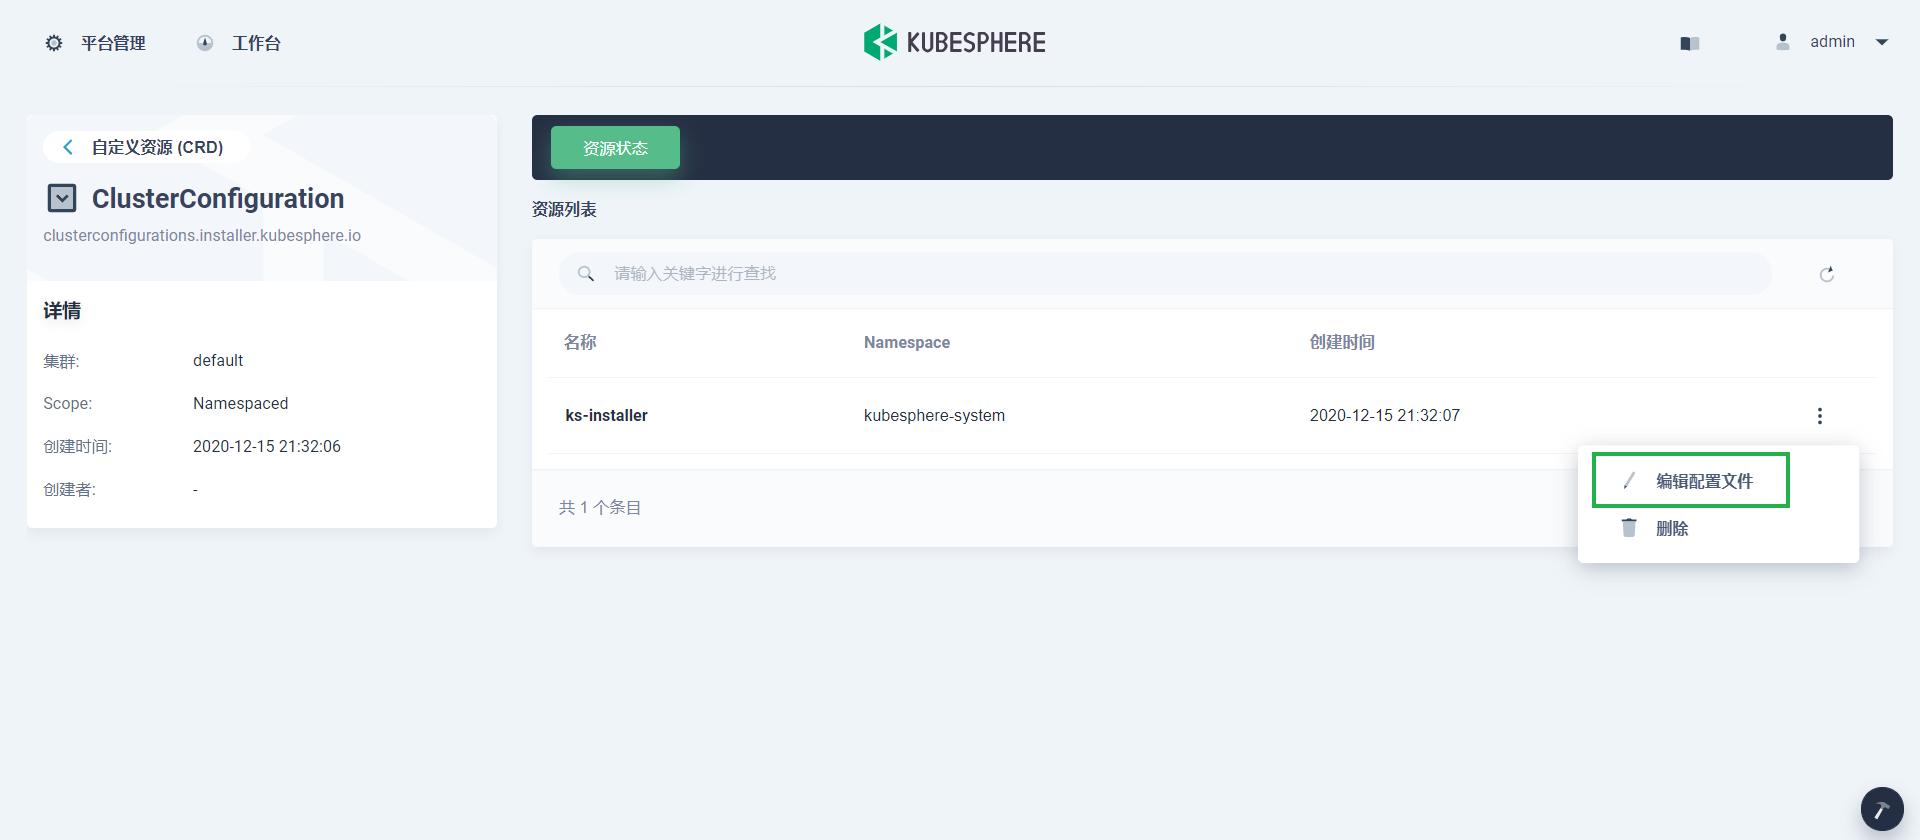 平台管理
工作台
KUBESPHERE
admin
自定义资源 (CRD)
ClusterConfiguration
clusterconfigurations.installer.kubesphere.io
详情
集群: default
Scope: Namespaced
创建时间: 2020-12-15 21:32:06
创建者: -
资源状态
资源列表
请输入关键字进行查找
名称 Namespace 创建时间
ks-installer kubesphere-system 2020-12-15 21:32:07
编辑配置文件
删除
共 1 个条目